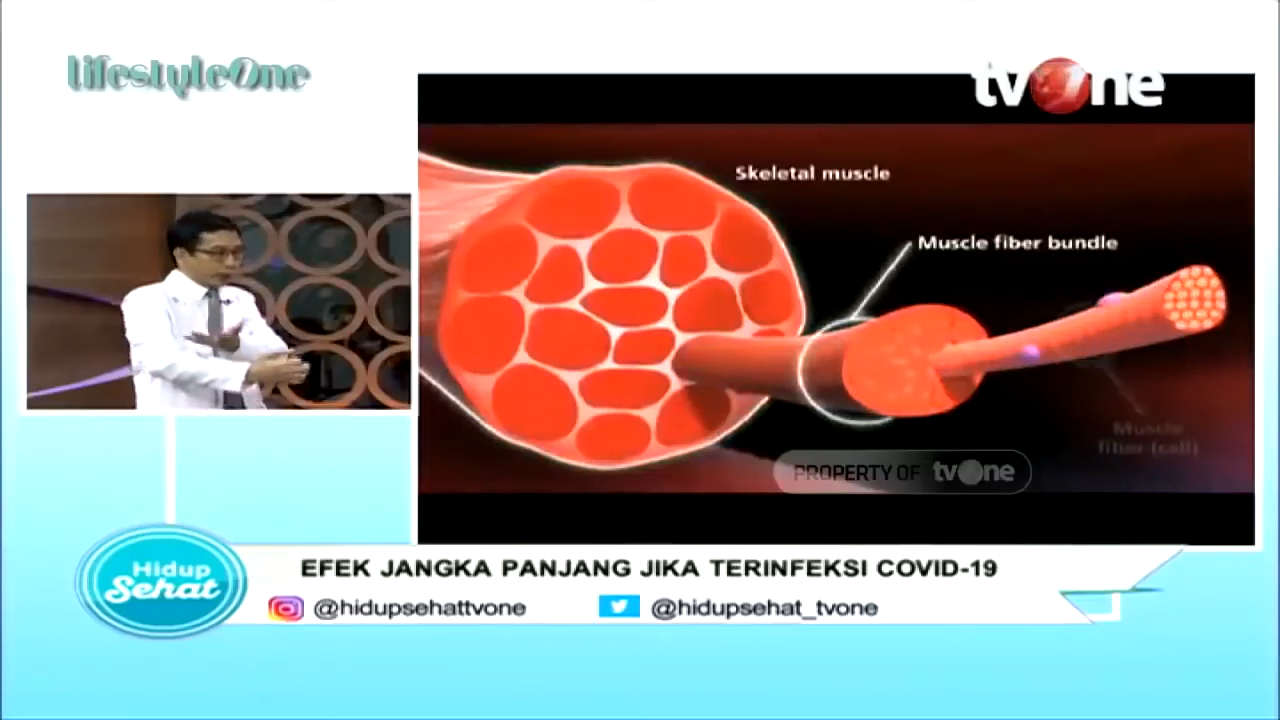 lifestyleOne
tvOne
Skeletal muscle
Muscle fiber bundle
Muscle
fiber (cell)
PROPERTY OF tvOne
Hidup
Sehat
EFEK JANGKA PANJANG JIKA TERINFEKSI COVID-19
@hidupsehattvone
@hidupsehat_tvone